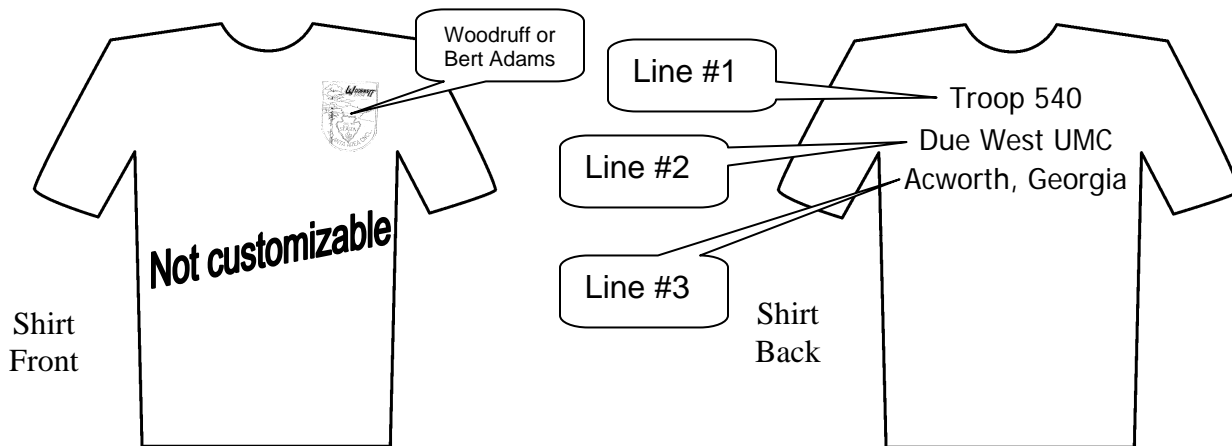 Woodruff or
Bert Adams
Line #1
Troop 540
Line #2
Due West UMC
Acworth, Georgia
Not customizable
Line #3
Shirt
Front
Shirt
Back